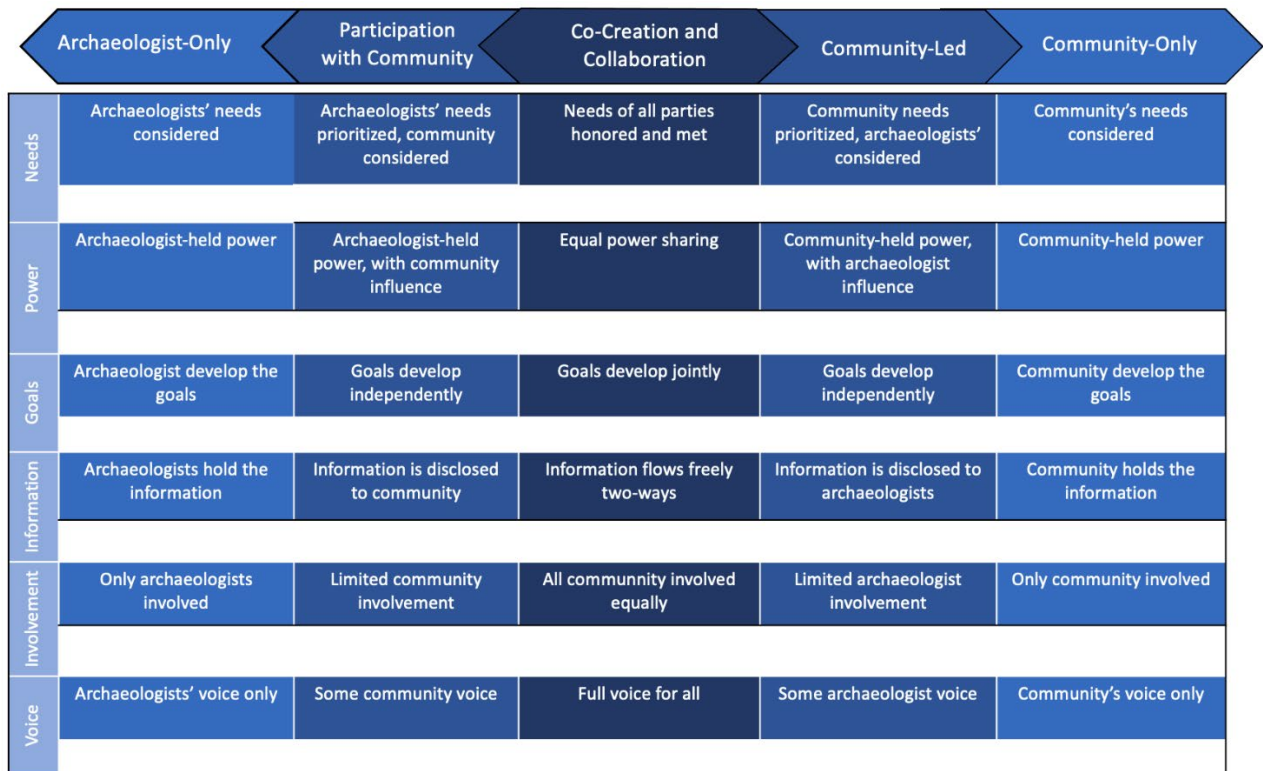 Archaeologist-Only
Participation
with Community
Co-Creation and
Collaboration
Community-Led
Community-Only
Needs
Archaeologists’ needs
considered
Archaeologists’ needs
prioritized, community
considered
Needs of all parties
honored and met
Community needs
prioritized, archaeologists’
considered
Community’s needs
considered
Power
Archaeologist-held power
Archaeologist-held
power, with community
influence
Equal power sharing
Community-held power,
with archaeologist
influence
Community-held power
Goals
Archaeologist develop the
goals
Goals develop
independently
Goals develop jointly
Goals develop
independently
Community develop the
goals
Information
Archaeologists hold the
information
Information is disclosed
to community
Information flows freely
two-ways
Information is disclosed to
archaeologists
Community holds the
information
Involvement
Only archaeologists
involved
Limited community
involvement
All communnity involved
equally
Limited archaeologist
involvement
Only community involved
Voice
Archaeologists’ voice only
Some community voice
Full voice for all
Some archaeologist voice
Community’s voice only